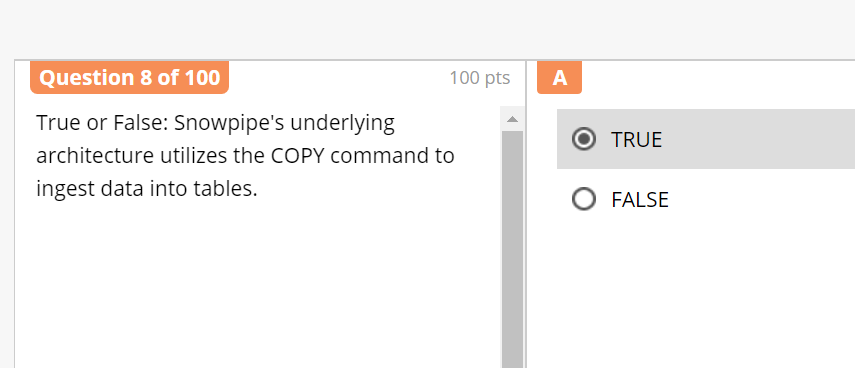 Question 8 of 100
100 pts
True or False: Snowpipe's underlying
architecture utilizes the COPY command to
ingest data into tables.
A
TRUE
FALSE